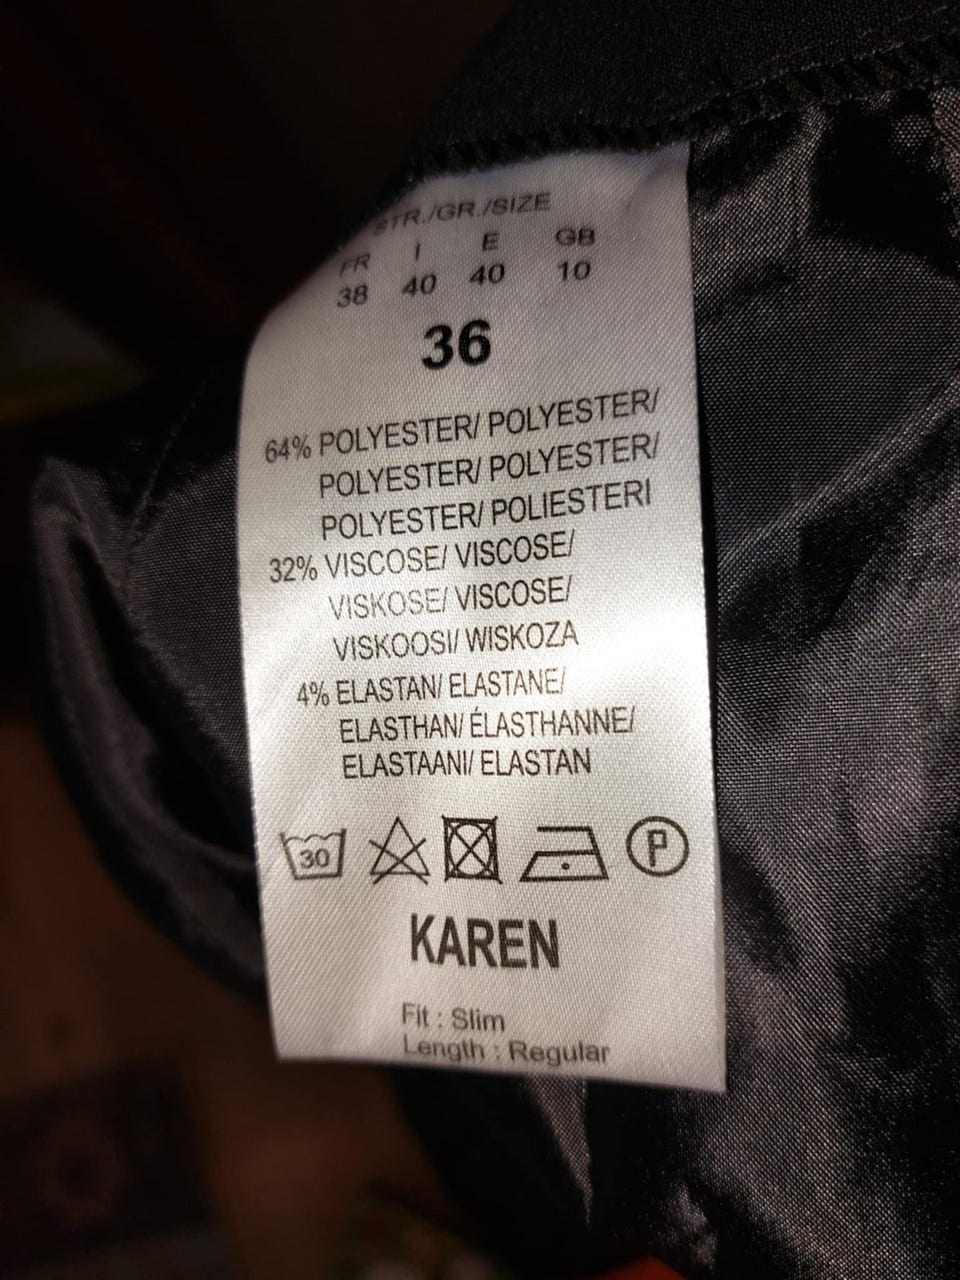 STR./GR./SIZE
FR I E GB
38 40 40 10
36
64% POLYESTER/ POLYESTER/
POLYESTER/ POLYESTER/
POLYESTER/ POLIESTERI
32% VISCOSE/ VISCOSE/
VISKOSE/ VISCOSE/
VISKOOSI/ WISKOZA
4% ELASTAN/ ELASTANE/
ELASTHAN/ ÉLASTHANNE/
ELASTAANI/ ELASTAN
30 P
KAREN
Fit : Slim
Length : Regular